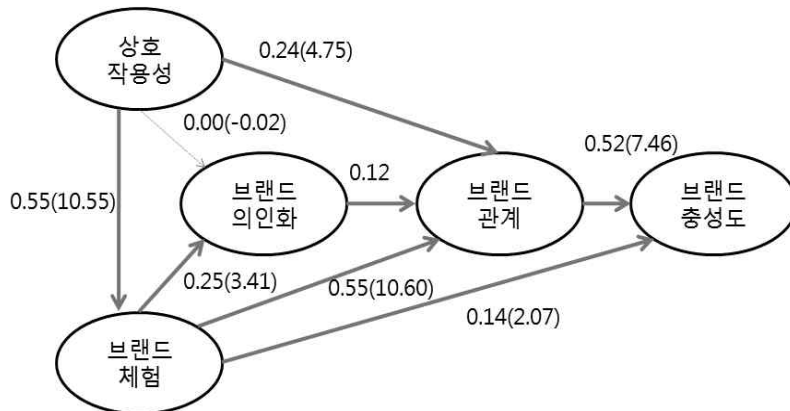 상호
작용성
0.24(4.75)
0.00(-0.02)
0.52(7.46)
0.55(10.55)
브랜드
의인화
0.12
브랜드
관계
브랜드
충성도
0.25(3.41)
0.55(10.60)
0.14(2.07)
브랜드
체험